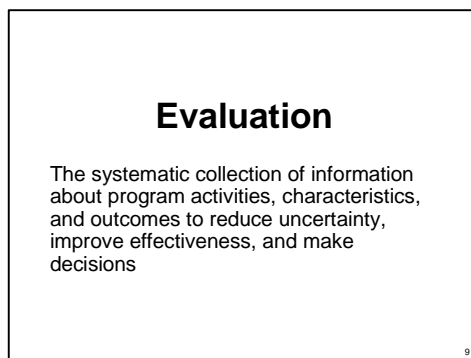 Evaluation
The systematic collection of information
about program activities, characteristics,
and outcomes to reduce uncertainty,
improve effectiveness, and make
decisions
9